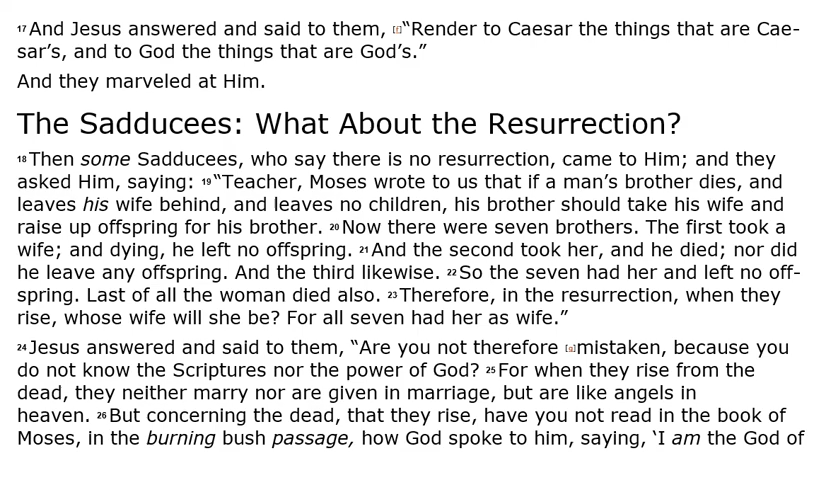 17 And Jesus answered and said to them, [f]“Render to Caesar the things that are Cae-
sar’s, and to God the things that are God’s.”
And they marveled at Him.
The Sadducees: What About the Resurrection?
18 Then some Sadducees, who say there is no resurrection, came to Him; and they
asked Him, saying: 19 “Teacher, Moses wrote to us that if a man’s brother dies, and
leaves his wife behind, and leaves no children, his brother should take his wife and
raise up offspring for his brother. 20 Now there were seven brothers. The first took a
wife; and dying, he left no offspring. 21 And the second took her, and he died; nor did
he leave any offspring. And the third likewise. 22 So the seven had her and left no off-
spring. Last of all the woman died also. 23 Therefore, in the resurrection, when they
rise, whose wife will she be? For all seven had her as wife.”
24 Jesus answered and said to them, “Are you not therefore [g]mistaken, because you
do not know the Scriptures nor the power of God? 25 For when they rise from the
dead, they neither marry nor are given in marriage, but are like angels in
heaven. 26 But concerning the dead, that they rise, have you not read in the book of
Moses, in the burning bush passage, how God spoke to him, saying, ‘I am the God of